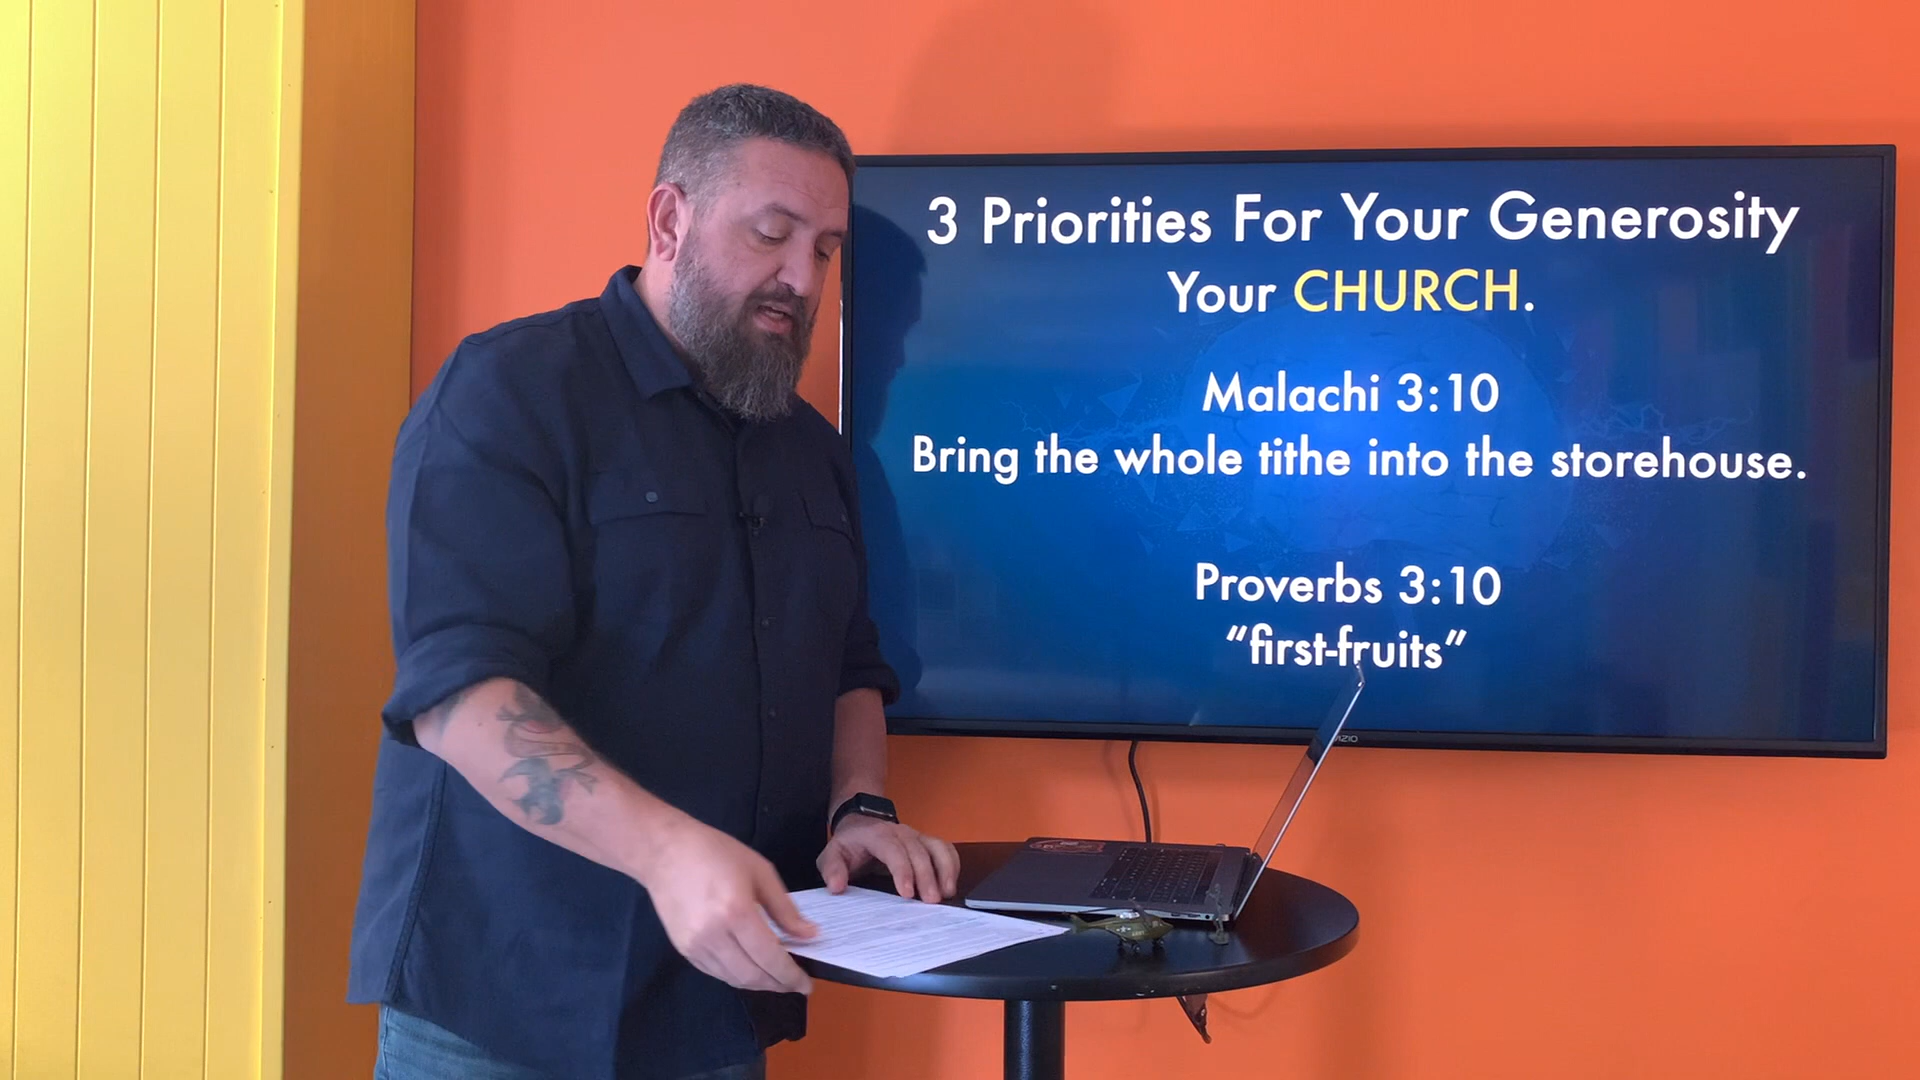 3 Priorities For Your Generosity
Your CHURCH.
Malachi 3:10
Bring the whole tithe into the storehouse.
Proverbs 3:10
“first-fruits”
VIZIO